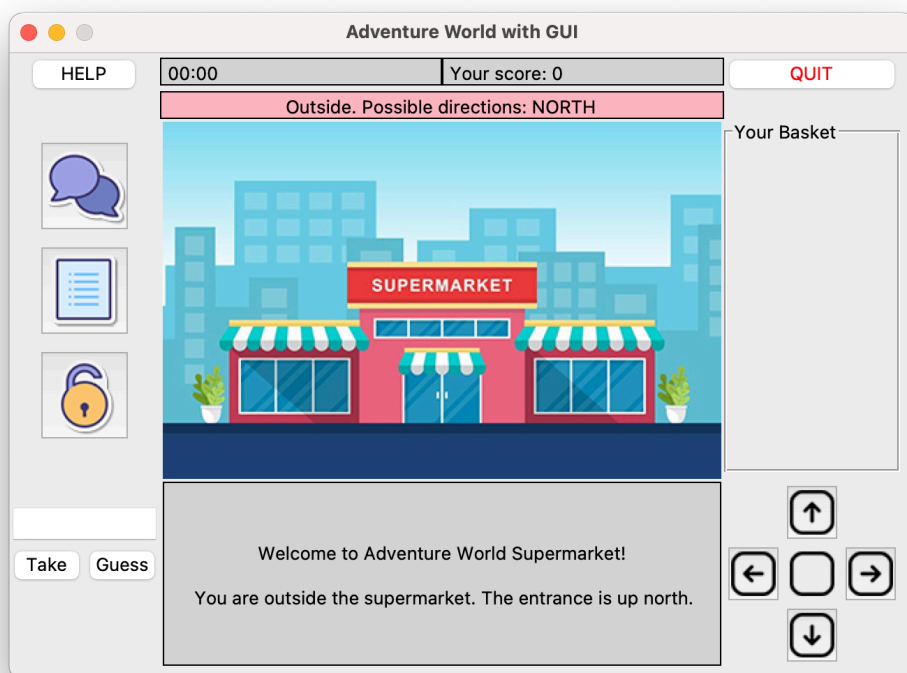 Adventure World with GUI
HELP
00:00
Your score: 0
QUIT
Outside. Possible directions: NORTH
Your Basket
SUPERMARKET
Take
Guess
Welcome to Adventure World Supermarket!
You are outside the supermarket. The entrance is up north.